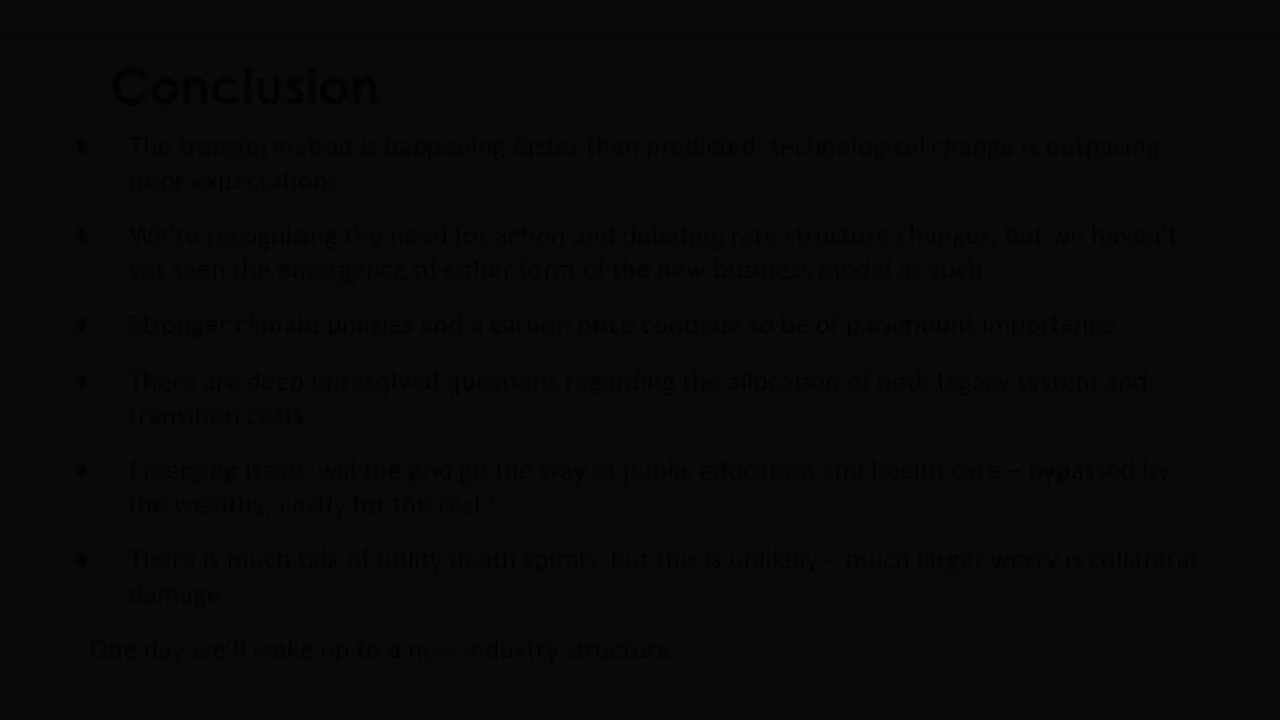 Conclusion
• The transformation is happening faster than predicted, technological change is outpacing
prior expectations
• We're recognizing the need for action and debating rate structure changes, but we haven't
yet seen the emergence of either form of the new business model as such
• Stronger climate policies and a carbon price continue to be of paramount importance
• There are deep unresolved questions regarding the allocation of both legacy system and
transition costs
• Emerging issue: will the grid go the way of public education and health care – bypassed by
the wealthy, costly for the rest?
• There is much talk of utility death spirals, but this is unlikely – much larger worry is collateral
damage.
One day we'll wake up to a new industry structure